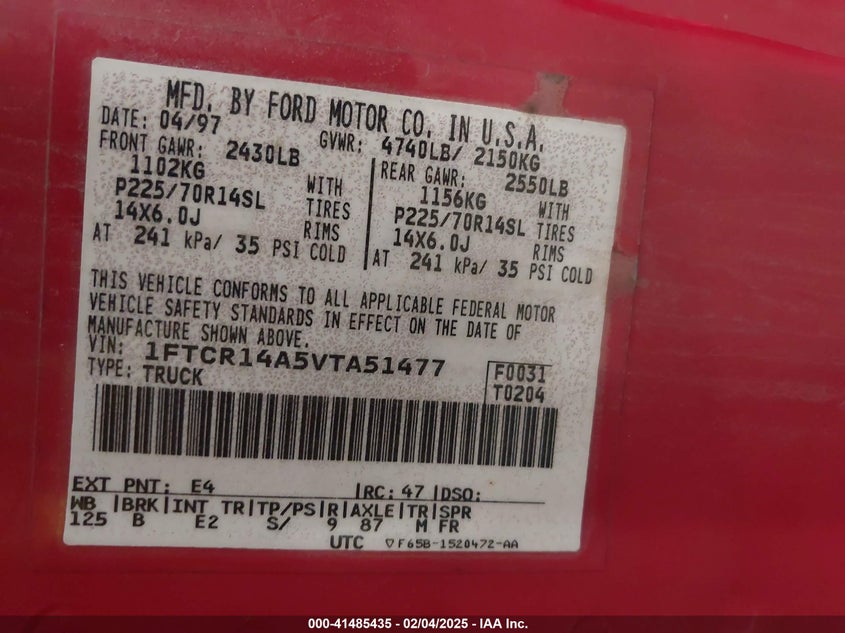 MFD. BY FORD MOTOR CO. IN U.S.A.
DATE: 04/97 GVWR: 4740LB/ 2150KG
FRONT GAWR: 2430LB
1102KG WITH
P225/70R14SL TIRES
14X6.0J RIMS
AT 241 kPa/ 35 PSI COLD
REAR GAWR: 2550LB
1156KG WITH
P225/70R14SL TIRES
14X6.0J RIMS
AT 241 kPa/ 35 PSI COLD
THIS VEHICLE CONFORMS TO ALL APPLICABLE FEDERAL MOTOR
VEHICLE SAFETY STANDARDS IN EFFECT ON THE DATE OF
MANUFACTURE SHOWN ABOVE.
VIN: 1FTCR14A5VTA51477
TYPE: TRUCK
F0031
T0204
EXT PNT: E4 |RC: 47 |DSO:
WB |BRK|INT TR|TP/PS|R|AXLE|TR|SPR
125 B E2 S/ 9 87 M FR
UTC ▽F65B-1520472-AA
000-41485435 - 02/04/2025 - IAA Inc.